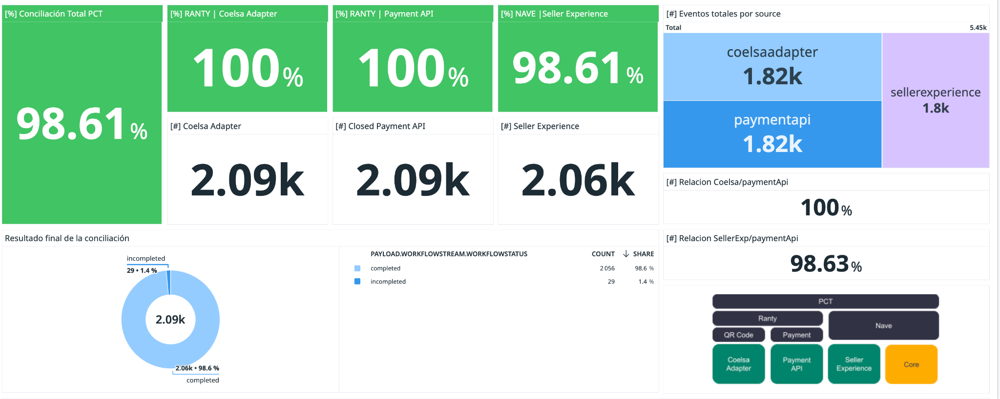 [%] Conciliación Total PCT
98.61 %
[%] RANTY | Coelsa Adapter
100 %
[%] RANTY | Payment API
100 %
[%] NAVE |Seller Experience
98.61 %
[#] Coelsa Adapter
2.09k
[#] Closed Payment API
2.09k
[#] Seller Experience
2.06k
[#] Eventos totales por source
Total 5.45k
coelsaadapter
1.82k
paymentapi
1.82k
sellerexperience
1.8k
[#] Relacion Coelsa/paymentApi
100 %
[#] Relacion SellerExp/paymentApi
98.63 %
Resultado final de la conciliación
incompleted
29 • 1.4 %
2.09k
2.06k • 98.6 %
completed
PAYLOAD.WORKFLOWSTREAM.WORKFLOWSTATUS COUNT ↓ SHARE
completed 2 056 98.6 %
incompleted 29 1.4 %
PCT
Ranty
Nave
QR Code
Payment
Coelsa
Adapter
Payment
API
Seller
Experience
Core